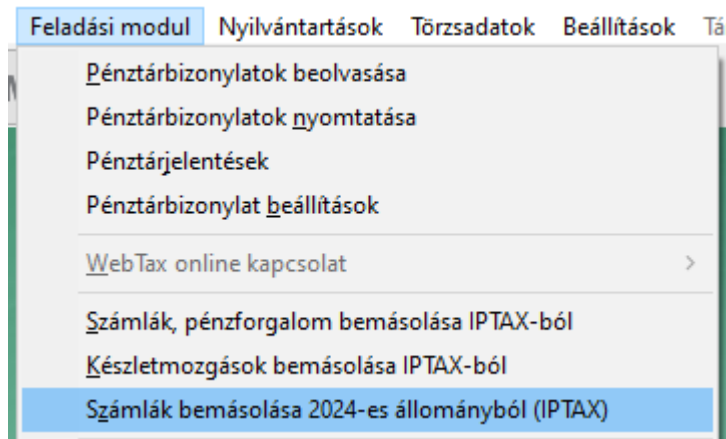 Feladási modul Nyilvántartások Törzsadatok Beállítások
Pénztárbizonylatok beolvasása
Pénztárbizonylatok nyomtatása
Pénztárjelentések
Pénztárbizonylat beállítások
WebTax online kapcsolat
Számlák, pénzforgalom bemásolása IPTAX-ból
Készletmozgások bemásolása IPTAX-ból
Számlák bemásolása 2024-es állományból (IPTAX)